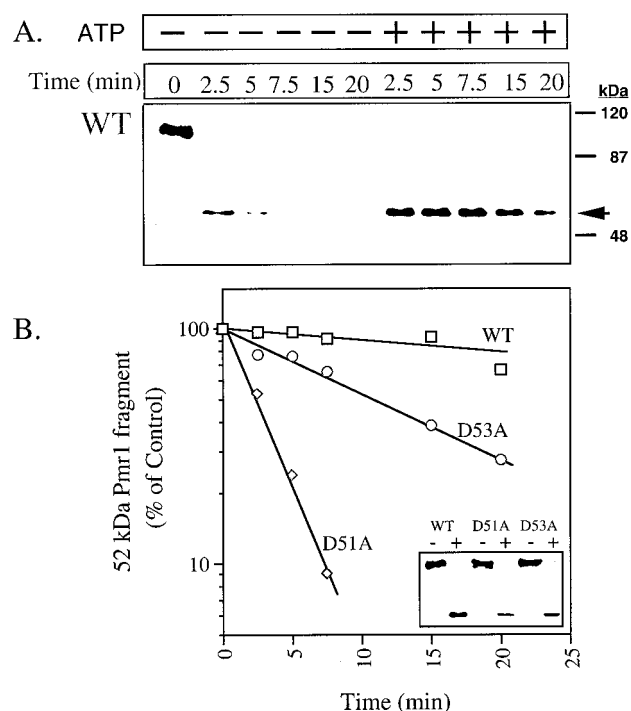 A.
ATP − − − − − − + + + + +
Time (min) 0 2.5 5 7.5 15 20 2.5 5 7.5 15 20
kDa
WT
120
87
48
B.
52 kDa Pmr1 fragment
(% of Control)
100
10
WT
D53A
D51A
WT D51A D53A
- + - + - +
0 5 10 15 20 25
Time (min)